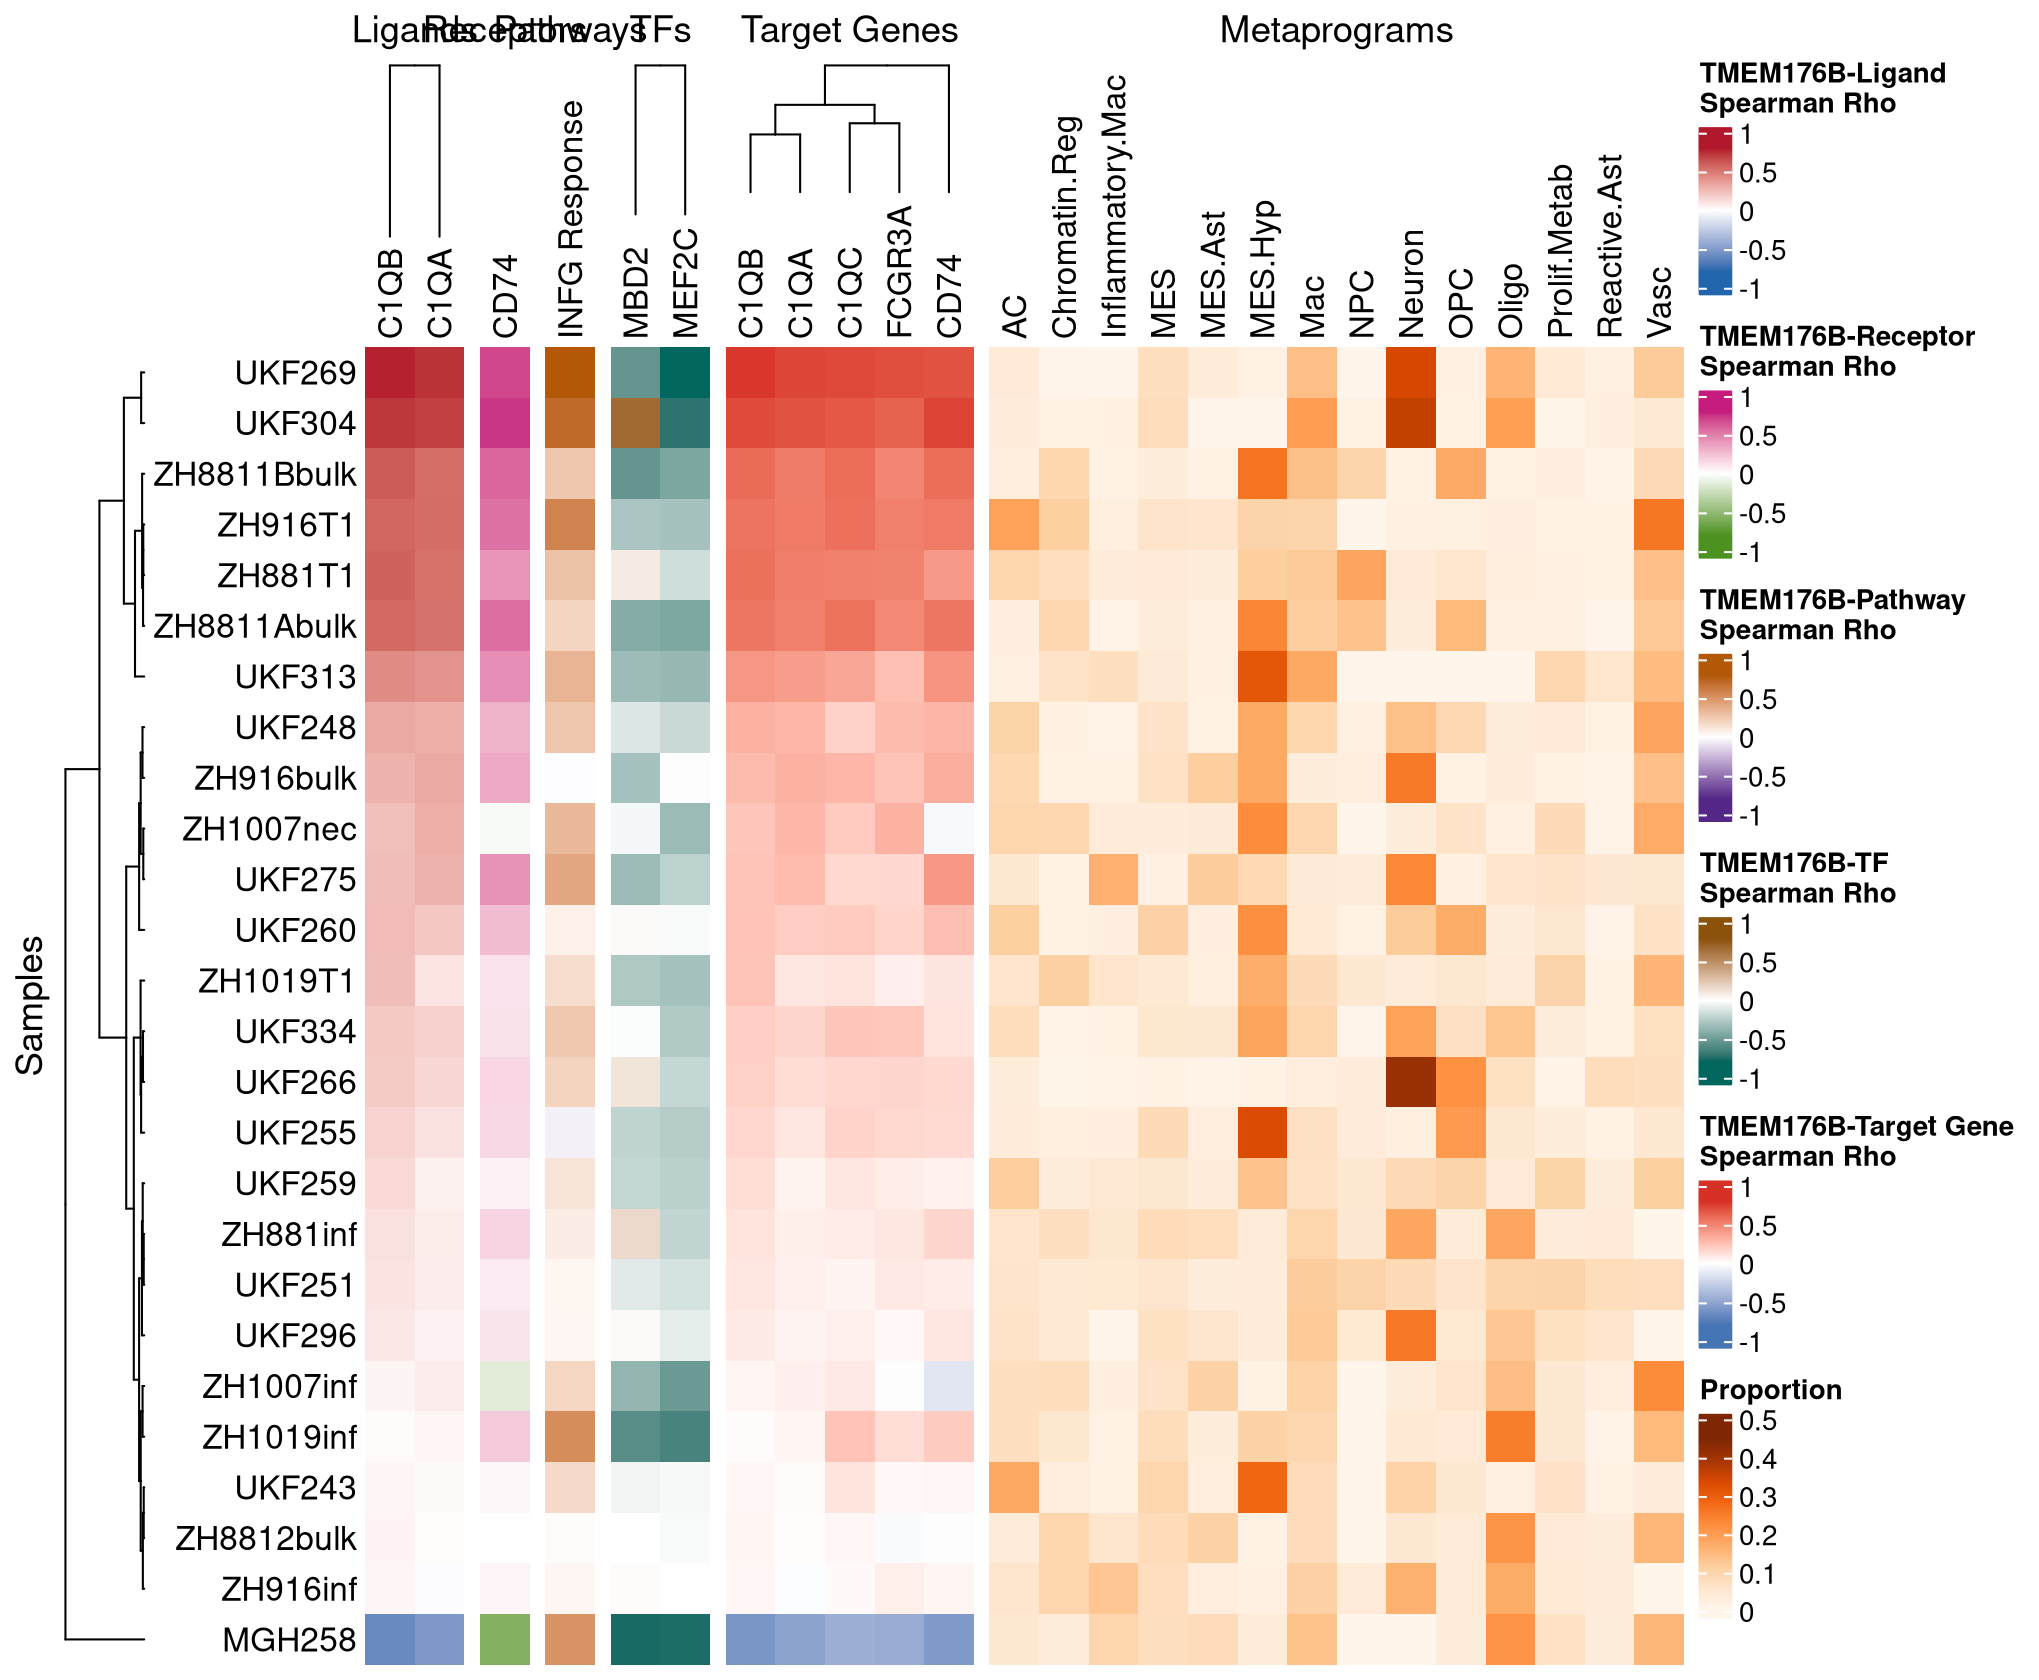 Ligands Receptors Pathways TFs Target Genes Metaprograms
C1QB
C1QA
CD74
INFG Response
MBD2
MEF2C
C1QB
C1QA
C1QC
FCGR3A
CD74
AC
Chromatin.Reg
Inflammatory.Mac
MES
MES.Ast
MES.Hyp
Mac
NPC
Neuron
OPC
Oligo
Prolif.Metab
Reactive.Ast
Vasc
Samples
UKF269
UKF304
ZH8811Bbulk
ZH916T1
ZH881T1
ZH8811Abulk
UKF313
UKF248
ZH916bulk
ZH1007nec
UKF275
UKF260
ZH1019T1
UKF334
UKF266
UKF255
UKF259
ZH881inf
UKF251
UKF296
ZH1007inf
ZH1019inf
UKF243
ZH8812bulk
ZH916inf
MGH258
TMEM176B-Ligand
Spearman Rho
1
0.5
0
-0.5
-1
TMEM176B-Receptor
Spearman Rho
1
0.5
0
-0.5
-1
TMEM176B-Pathway
Spearman Rho
1
0.5
0
-0.5
-1
TMEM176B-TF
Spearman Rho
1
0.5
0
-0.5
-1
TMEM176B-Target Gene
Spearman Rho
1
0.5
0
-0.5
-1
Proportion
0.5
0.4
0.3
0.2
0.1
0